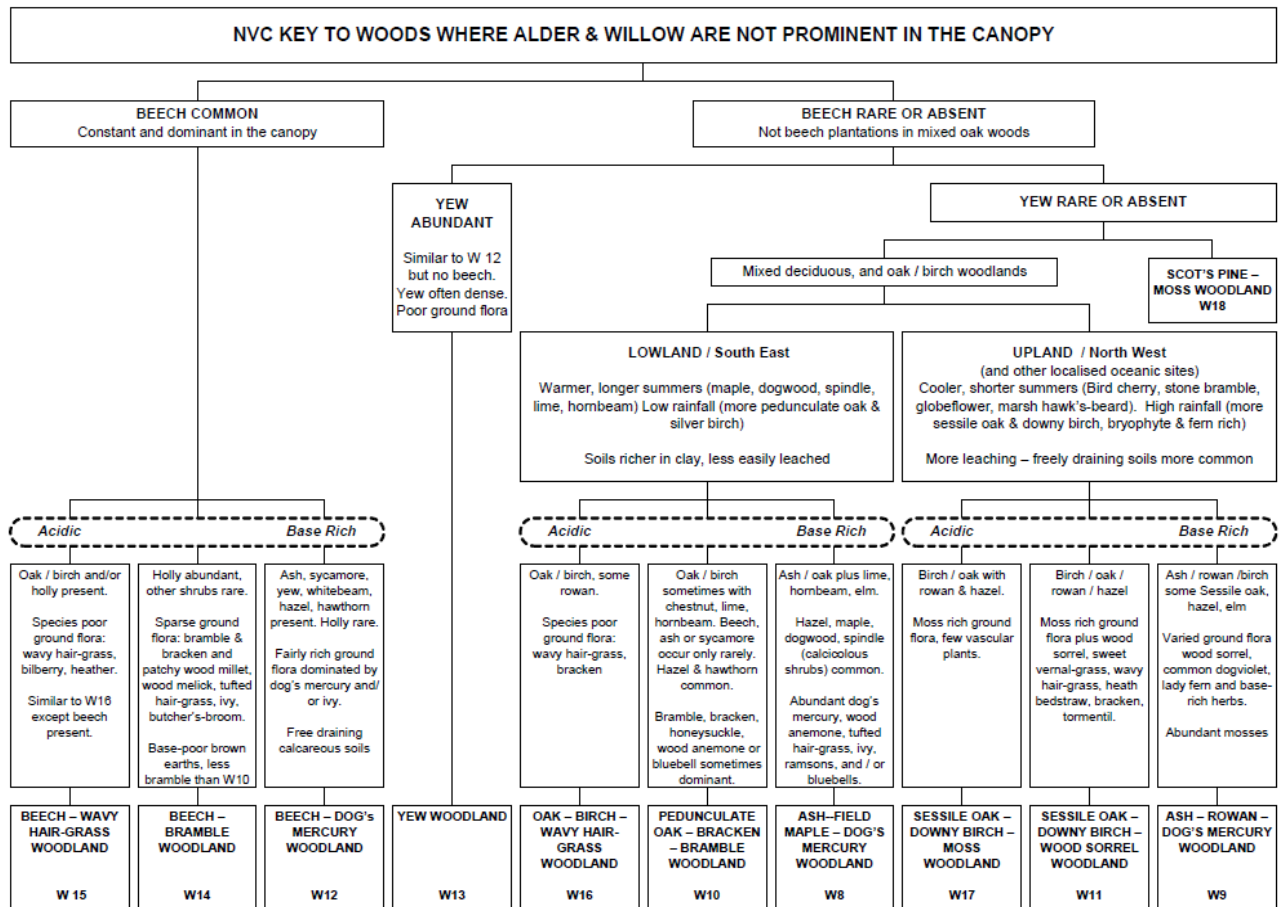 NVC KEY TO WOODS WHERE ALDER & WILLOW ARE NOT PROMINENT IN THE CANOPY
BEECH COMMON
Constant and dominant in the canopy
BEECH RARE OR ABSENT
Not beech plantations in mixed oak woods
YEW
ABUNDANT
Similar to W 12
but no beech.
Yew often dense.
Poor ground flora
YEW RARE OR ABSENT
Mixed deciduous, and oak / birch woodlands
SCOT'S PINE –
MOSS WOODLAND
W18
LOWLAND / South East
Warmer, longer summers (maple, dogwood, spindle,
lime, hornbeam) Low rainfall (more pedunculate oak &
silver birch)
Soils richer in clay, less easily leached
UPLAND / North West
(and other localised oceanic sites)
Cooler, shorter summers (Bird cherry, stone bramble,
globeflower, marsh hawk's-beard). High rainfall (more
sessile oak & downy birch, bryophyte & fern rich)
More leaching – freely draining soils more common
Acidic
Base Rich
Acidic
Base Rich
Acidic
Base Rich
Oak / birch and/or
holly present.
Species poor
ground flora:
wavy hair-grass,
bilberry, heather.
Similar to W16
except beech
present.
Holly abundant,
other shrubs rare.
Sparse ground
flora: bramble &
bracken and
patchy wood millet,
wood melick, tufted
hair-grass, ivy,
butcher's-broom.
Base-poor brown
earths, less
bramble than W10
Ash, sycamore,
yew, whitebeam,
hazel, hawthorn
present. Holly rare.
Fairly rich ground
flora dominated by
dog's mercury and/
or ivy.
Free draining
calcareous soils
Oak / birch, some
rowan.
Species poor
ground flora:
wavy hair-grass,
bracken
Oak / birch
sometimes with
chestnut, lime,
hornbeam. Beech,
ash or sycamore
occur only rarely.
Hazel & hawthorn
common.
Bramble, bracken,
honeysuckle,
wood anemone or
bluebell sometimes
dominant.
Ash / oak plus lime,
hornbeam, elm.
Hazel, maple,
dogwood, spindle
(calcicolous
shrubs) common.
Abundant dog's
mercury, wood
anemone, tufted
hair-grass, ivy,
ramsons, and / or
bluebells.
Birch / oak with
rowan & hazel.
Moss rich ground
flora, few vascular
plants.
Birch / oak /
rowan / hazel
Moss rich ground
flora plus wood
sorrel, sweet
vernal-grass, wavy
hair-grass, heath
bedstraw, bracken,
tormentil.
Ash / rowan /birch
some Sessile oak,
hazel, elm
Varied ground flora
wood sorrel,
common dogviolet,
lady fern and base-
rich herbs.
Abundant mosses
BEECH – WAVY
HAIR-GRASS
WOODLAND
W 15
BEECH –
BRAMBLE
WOODLAND
W14
BEECH – DOG's
MERCURY
WOODLAND
W12
YEW WOODLAND
W13
OAK – BIRCH –
WAVY HAIR-
GRASS
WOODLAND
W16
PEDUNCULATE
OAK – BRACKEN
– BRAMBLE
WOODLAND
W10
ASH--FIELD
MAPLE – DOG'S
MERCURY
WOODLAND
W8
SESSILE OAK –
DOWNY BIRCH –
MOSS
WOODLAND
W17
SESSILE OAK –
DOWNY BIRCH –
WOOD SORREL
WOODLAND
W11
ASH – ROWAN –
DOG'S MERCURY
WOODLAND
W9